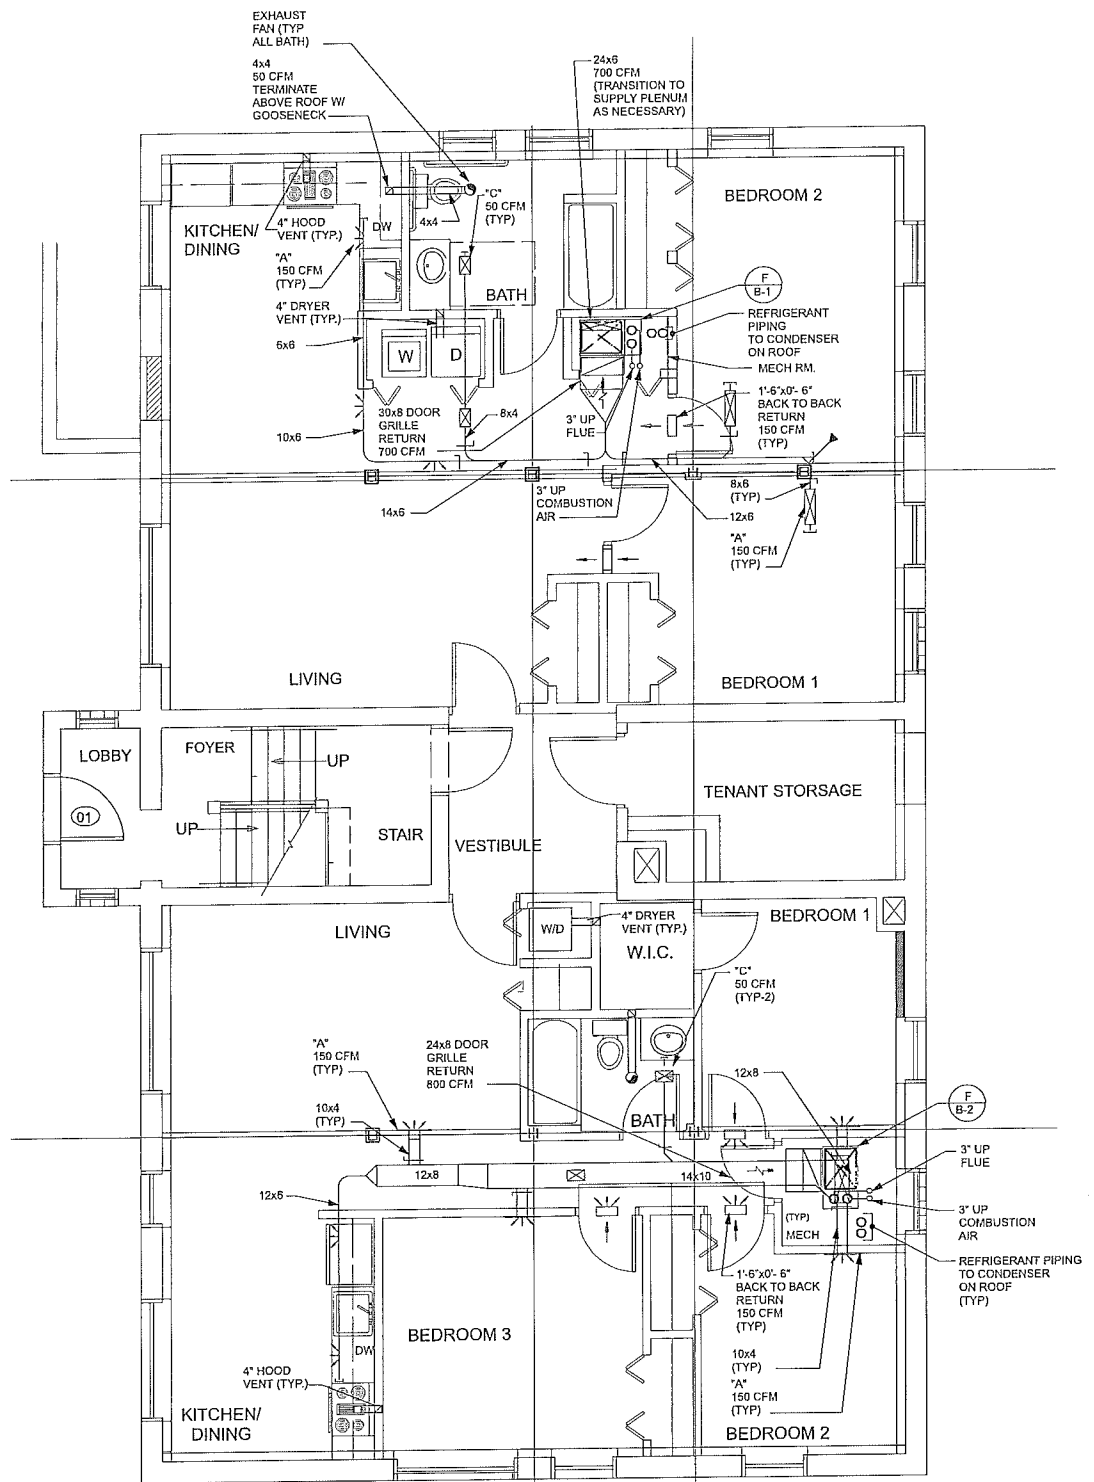 EXHAUST
FAN (TYP
ALL BATH)
4x4
50 CFM
TERMINATE
ABOVE ROOF W/
GOOSENECK
24x6
700 CFM
(TRANSITION TO
SUPPLY PLENUM
AS NECESSARY)
BEDROOM 2
KITCHEN/
DINING
4" HOOD
VENT (TYP.)
DW
4x4
"C"
50 CFM
(TYP)
"A"
150 CFM
(TYP)
BATH
4" DRYER
VENT (TYP.)
6x6
W
D
F
B-1
REFRIGERANT
PIPING
TO CONDENSER
ON ROOF
MECH RM.
30x8 DOOR
GRILLE
RETURN
700 CFM
8x4
3" UP
FLUE
1'-6"x0'- 6"
BACK TO BACK
RETURN
150 CFM
(TYP)
10x6
14x6
3" UP
COMBUSTION
AIR
8x6
(TYP)
12x6
"A"
150 CFM
(TYP)
LIVING
BEDROOM 1
LOBBY
FOYER
UP
01
UP
STAIR
VESTIBULE
TENANT STORSAGE
LIVING
W/D
4" DRYER
VENT (TYP.)
W.I.C.
BEDROOM 1
"C"
50 CFM
(TYP-2)
"A"
150 CFM
(TYP)
24x8 DOOR
GRILLE
RETURN
800 CFM
12x8
F
B-2
10x4
(TYP)
BATH
3" UP
FLUE
12x8
14x10
12x6
(TYP)
MECH
3" UP
COMBUSTION
AIR
REFRIGERANT PIPING
TO CONDENSER
ON ROOF
(TYP)
1'-6"x0'- 6"
BACK TO BACK
RETURN
150 CFM
(TYP)
BEDROOM 3
DW
10x4
(TYP)
4" HOOD
VENT (TYP.)
"A"
150 CFM
(TYP)
KITCHEN/
DINING
BEDROOM 2